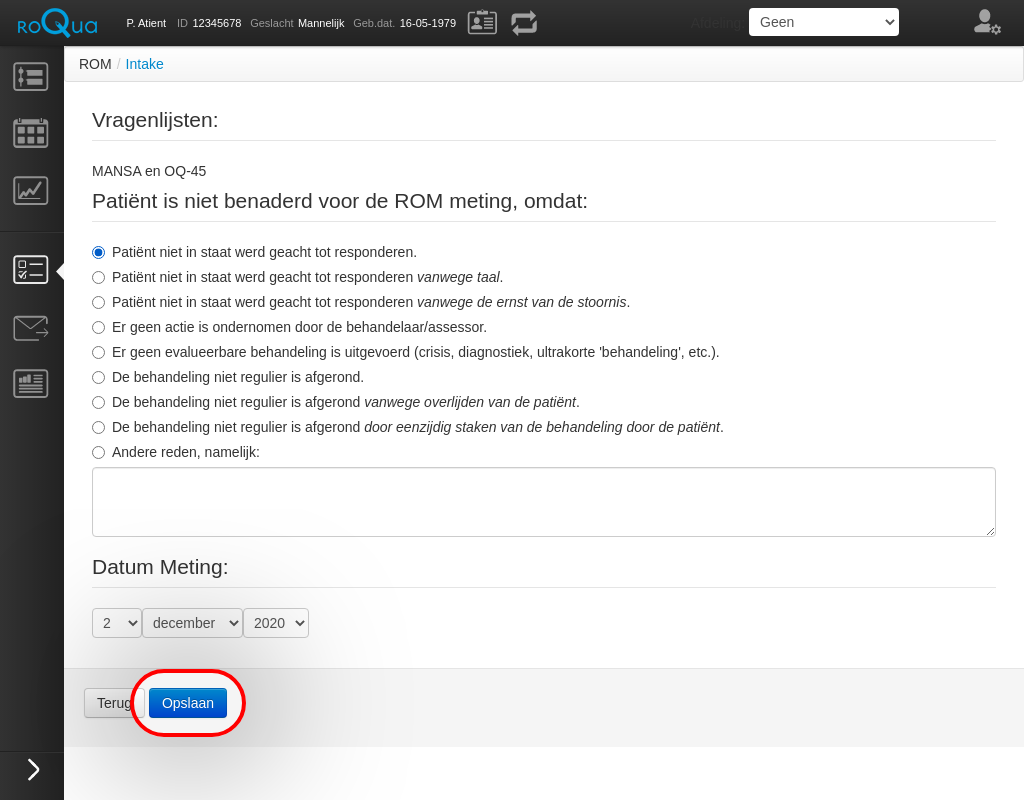 RoQua P. Atient ID 12345678 Geslacht Mannelijk Geb.dat. 16-05-1979 Afdeling Geen
ROM / Intake
Vragenlijsten:
MANSA en OQ-45
Patiënt is niet benaderd voor de ROM meting, omdat:
Patiënt niet in staat werd geacht tot responderen.
Patiënt niet in staat werd geacht tot responderen vanwege taal.
Patiënt niet in staat werd geacht tot responderen vanwege de ernst van de stoornis.
Er geen actie is ondernomen door de behandelaar/assessor.
Er geen evalueerbare behandeling is uitgevoerd (crisis, diagnostiek, ultrakorte 'behandeling', etc.).
De behandeling niet regulier is afgerond.
De behandeling niet regulier is afgerond vanwege overlijden van de patiënt.
De behandeling niet regulier is afgerond door eenzijdig staken van de behandeling door de patiënt.
Andere reden, namelijk:
Datum Meting:
2 december 2020
Terug Opslaan